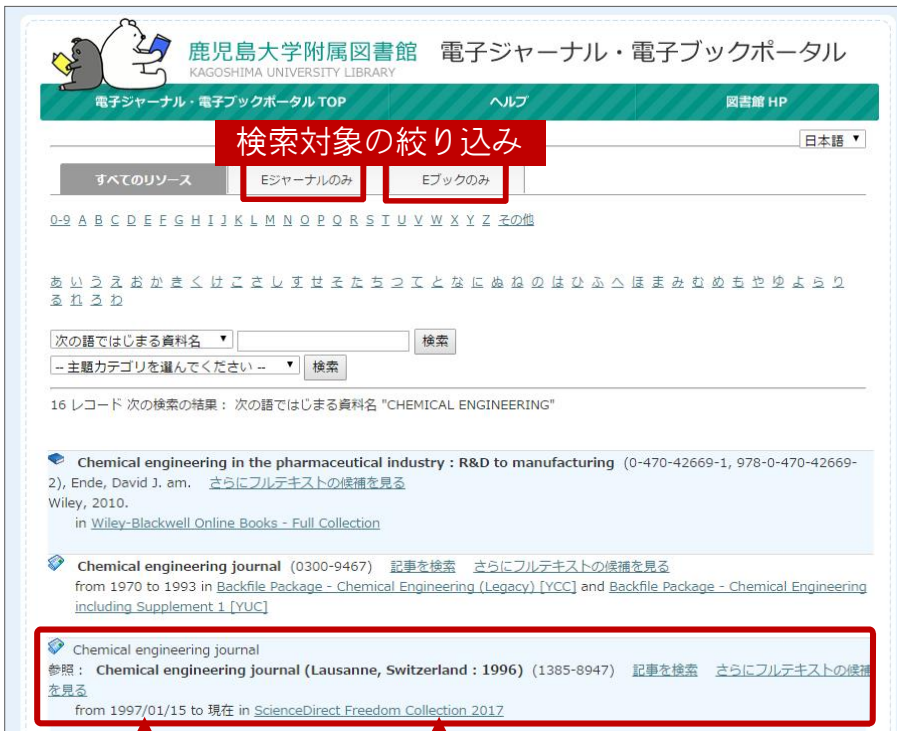 鹿児島大学附属図書館 電子ジャーナル・電子ブックポータル
KAGOSHIMA UNIVERSITY LIBRARY
電子ジャーナル・電子ブックポータル TOP ヘルプ 図書館 HP
検索対象の絞り込み
日本語
すべてのリソース Eジャーナルのみ Eブックのみ
0-9 A B C D E F G H I J K L M N O P Q R S T U V W X Y Z その他
あ い う え お か き く け こ さ し す せ そ た ち つ て と な に ぬ ね の は ひ ふ へ ほ ま み む め も や ゆ よ ら り
る れ ろ わ
次の語ではじまる資料名 検索
-- 主題カテゴリを選んでください -- 検索
16 レコード 次の検索の結果： 次の語ではじまる資料名 "CHEMICAL ENGINEERING"
Chemical engineering in the pharmaceutical industry : R&D to manufacturing (0-470-42669-1, 978-0-470-42669-
2), Ende, David J. am. さらにフルテキストの候補を見る
Wiley, 2010.
in Wiley-Blackwell Online Books - Full Collection
Chemical engineering journal (0300-9467) 記事を検索 さらにフルテキストの候補を見る
from 1970 to 1993 in Backfile Package - Chemical Engineering (Legacy) [YCC] and Backfile Package - Chemical Engineering
including Supplement 1 [YUC]
Chemical engineering journal
参照： Chemical engineering journal (Lausanne, Switzerland : 1996) (1385-8947) 記事を検索 さらにフルテキストの候補
を見る
from 1997/01/15 to 現在 in ScienceDirect Freedom Collection 2017